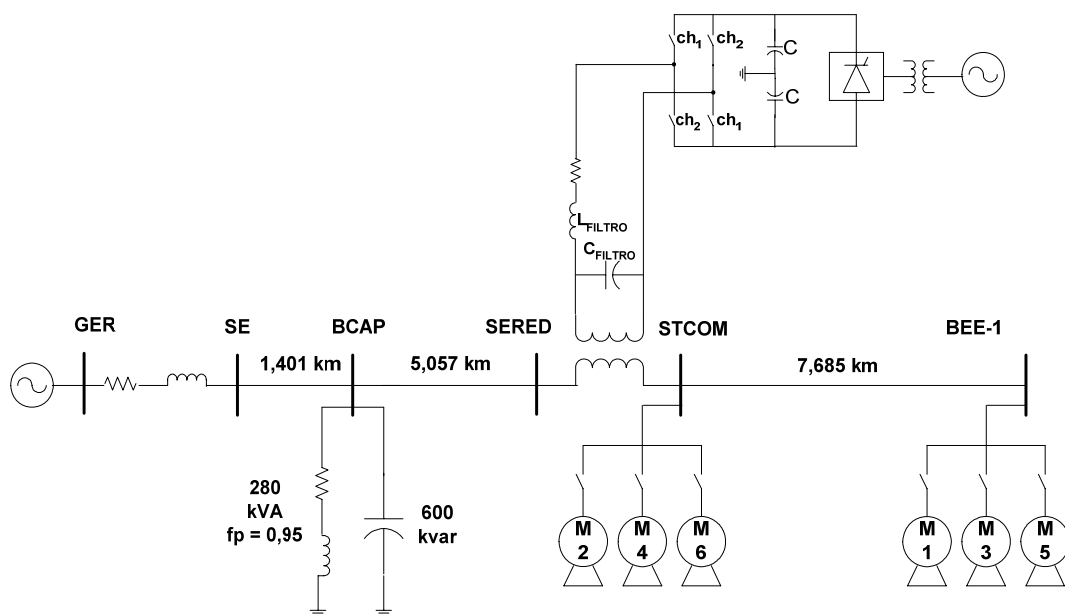 ch1
ch2
C
C
ch2
ch1
LFILTRO
CFILTRO
GER
SE
BCAP
SERED
STCOM
BEE-1
1,401 km
5,057 km
7,685 km
280
kVA
fp = 0,95
600
kvar
M
2
M
4
M
6
M
1
M
3
M
5